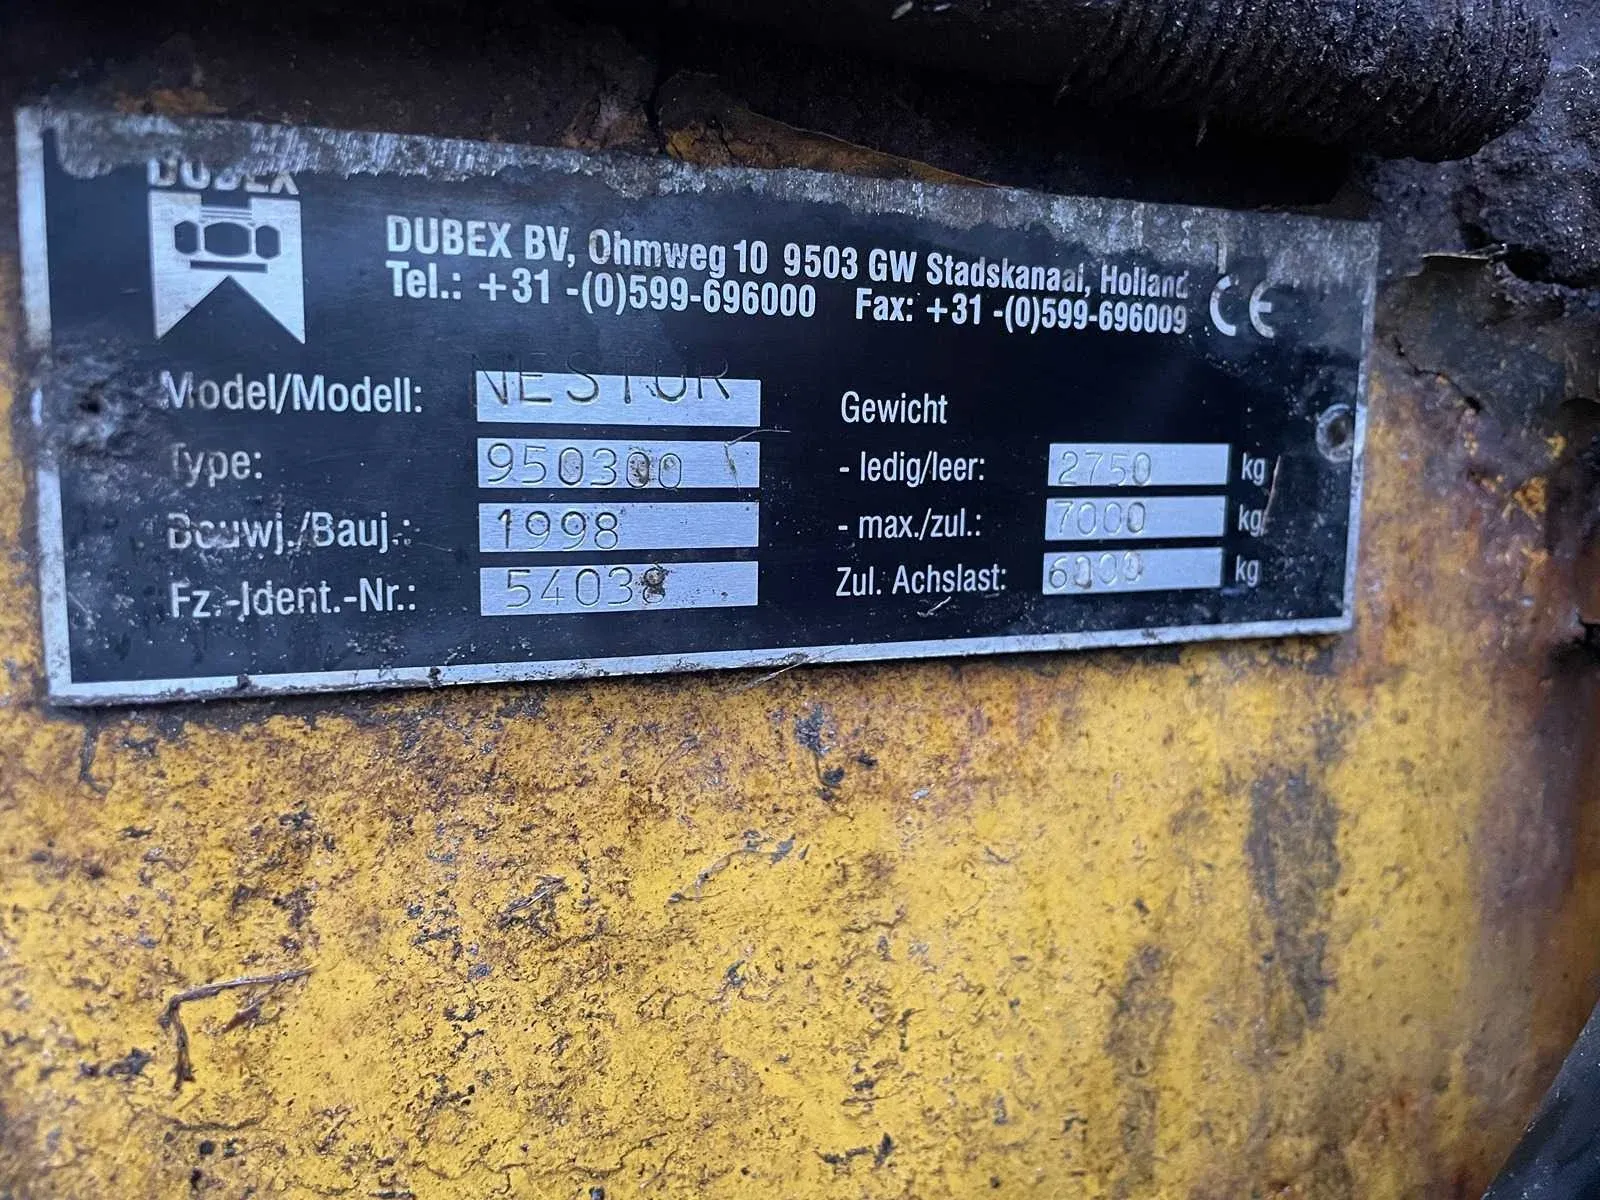 DUBEX
DUBEX BV, Ohmweg 10 9503 GW Stadskanaal, Holland
Tel.: +31 -(0)599-696000 Fax: +31 -(0)599-696009 CE
Model/Modell: NESTOR
Type: 950300
Bouwj./Bauj.: 1998
Fz.-Ident.-Nr.: 54038
Gewicht
- ledig/leer: 2750 kg
- max./zul.: 7000 kg
Zul. Achslast: 6000 kg